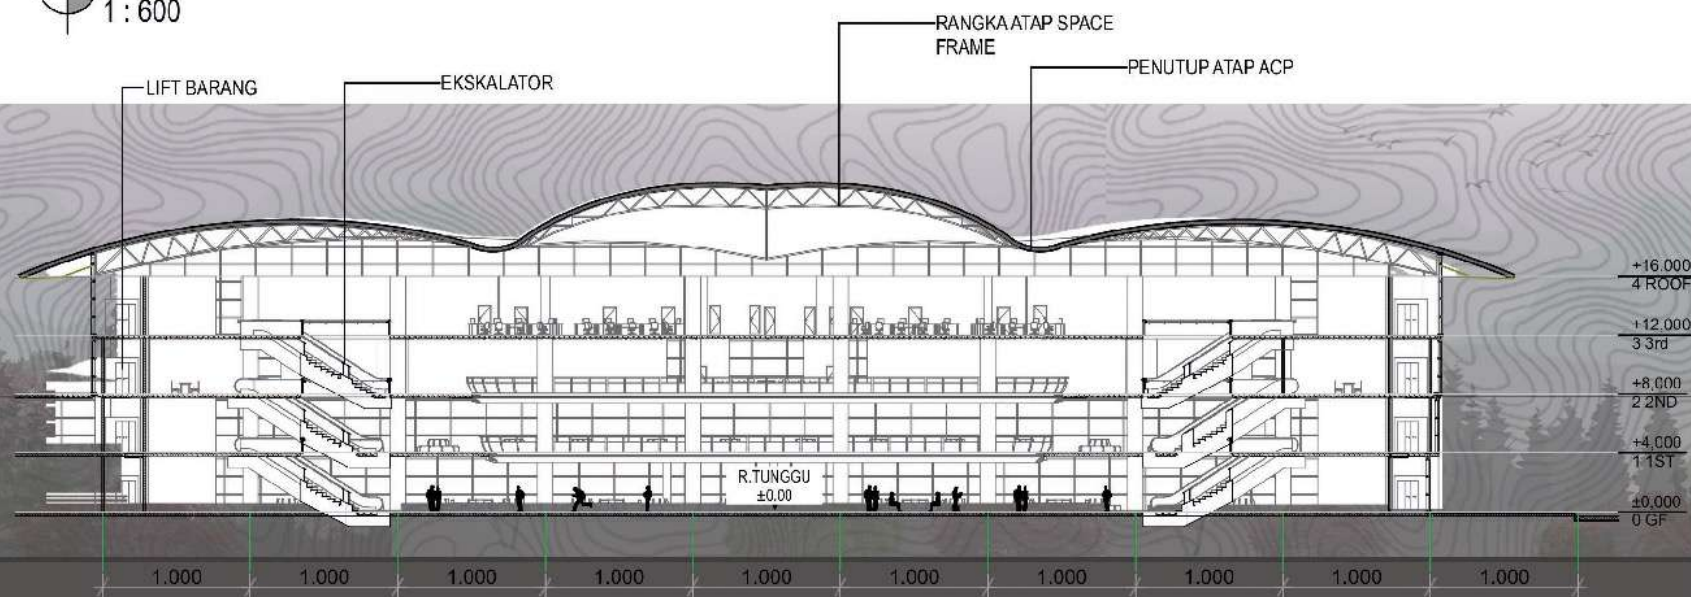 1 : 600
RANGKA ATAP SPACE
FRAME
PENUTUP ATAP ACP
EKSKALATOR
LIFT BARANG
+16.000
4 ROOF
+12,000
3 3rd
+8,000
2 2ND
+4,000
1 1ST
R.TUNGGU
±0.00
±0,000
0 GF
1.000 1.000 1.000 1.000 1.000 1.000 1.000 1.000 1.000 1.000